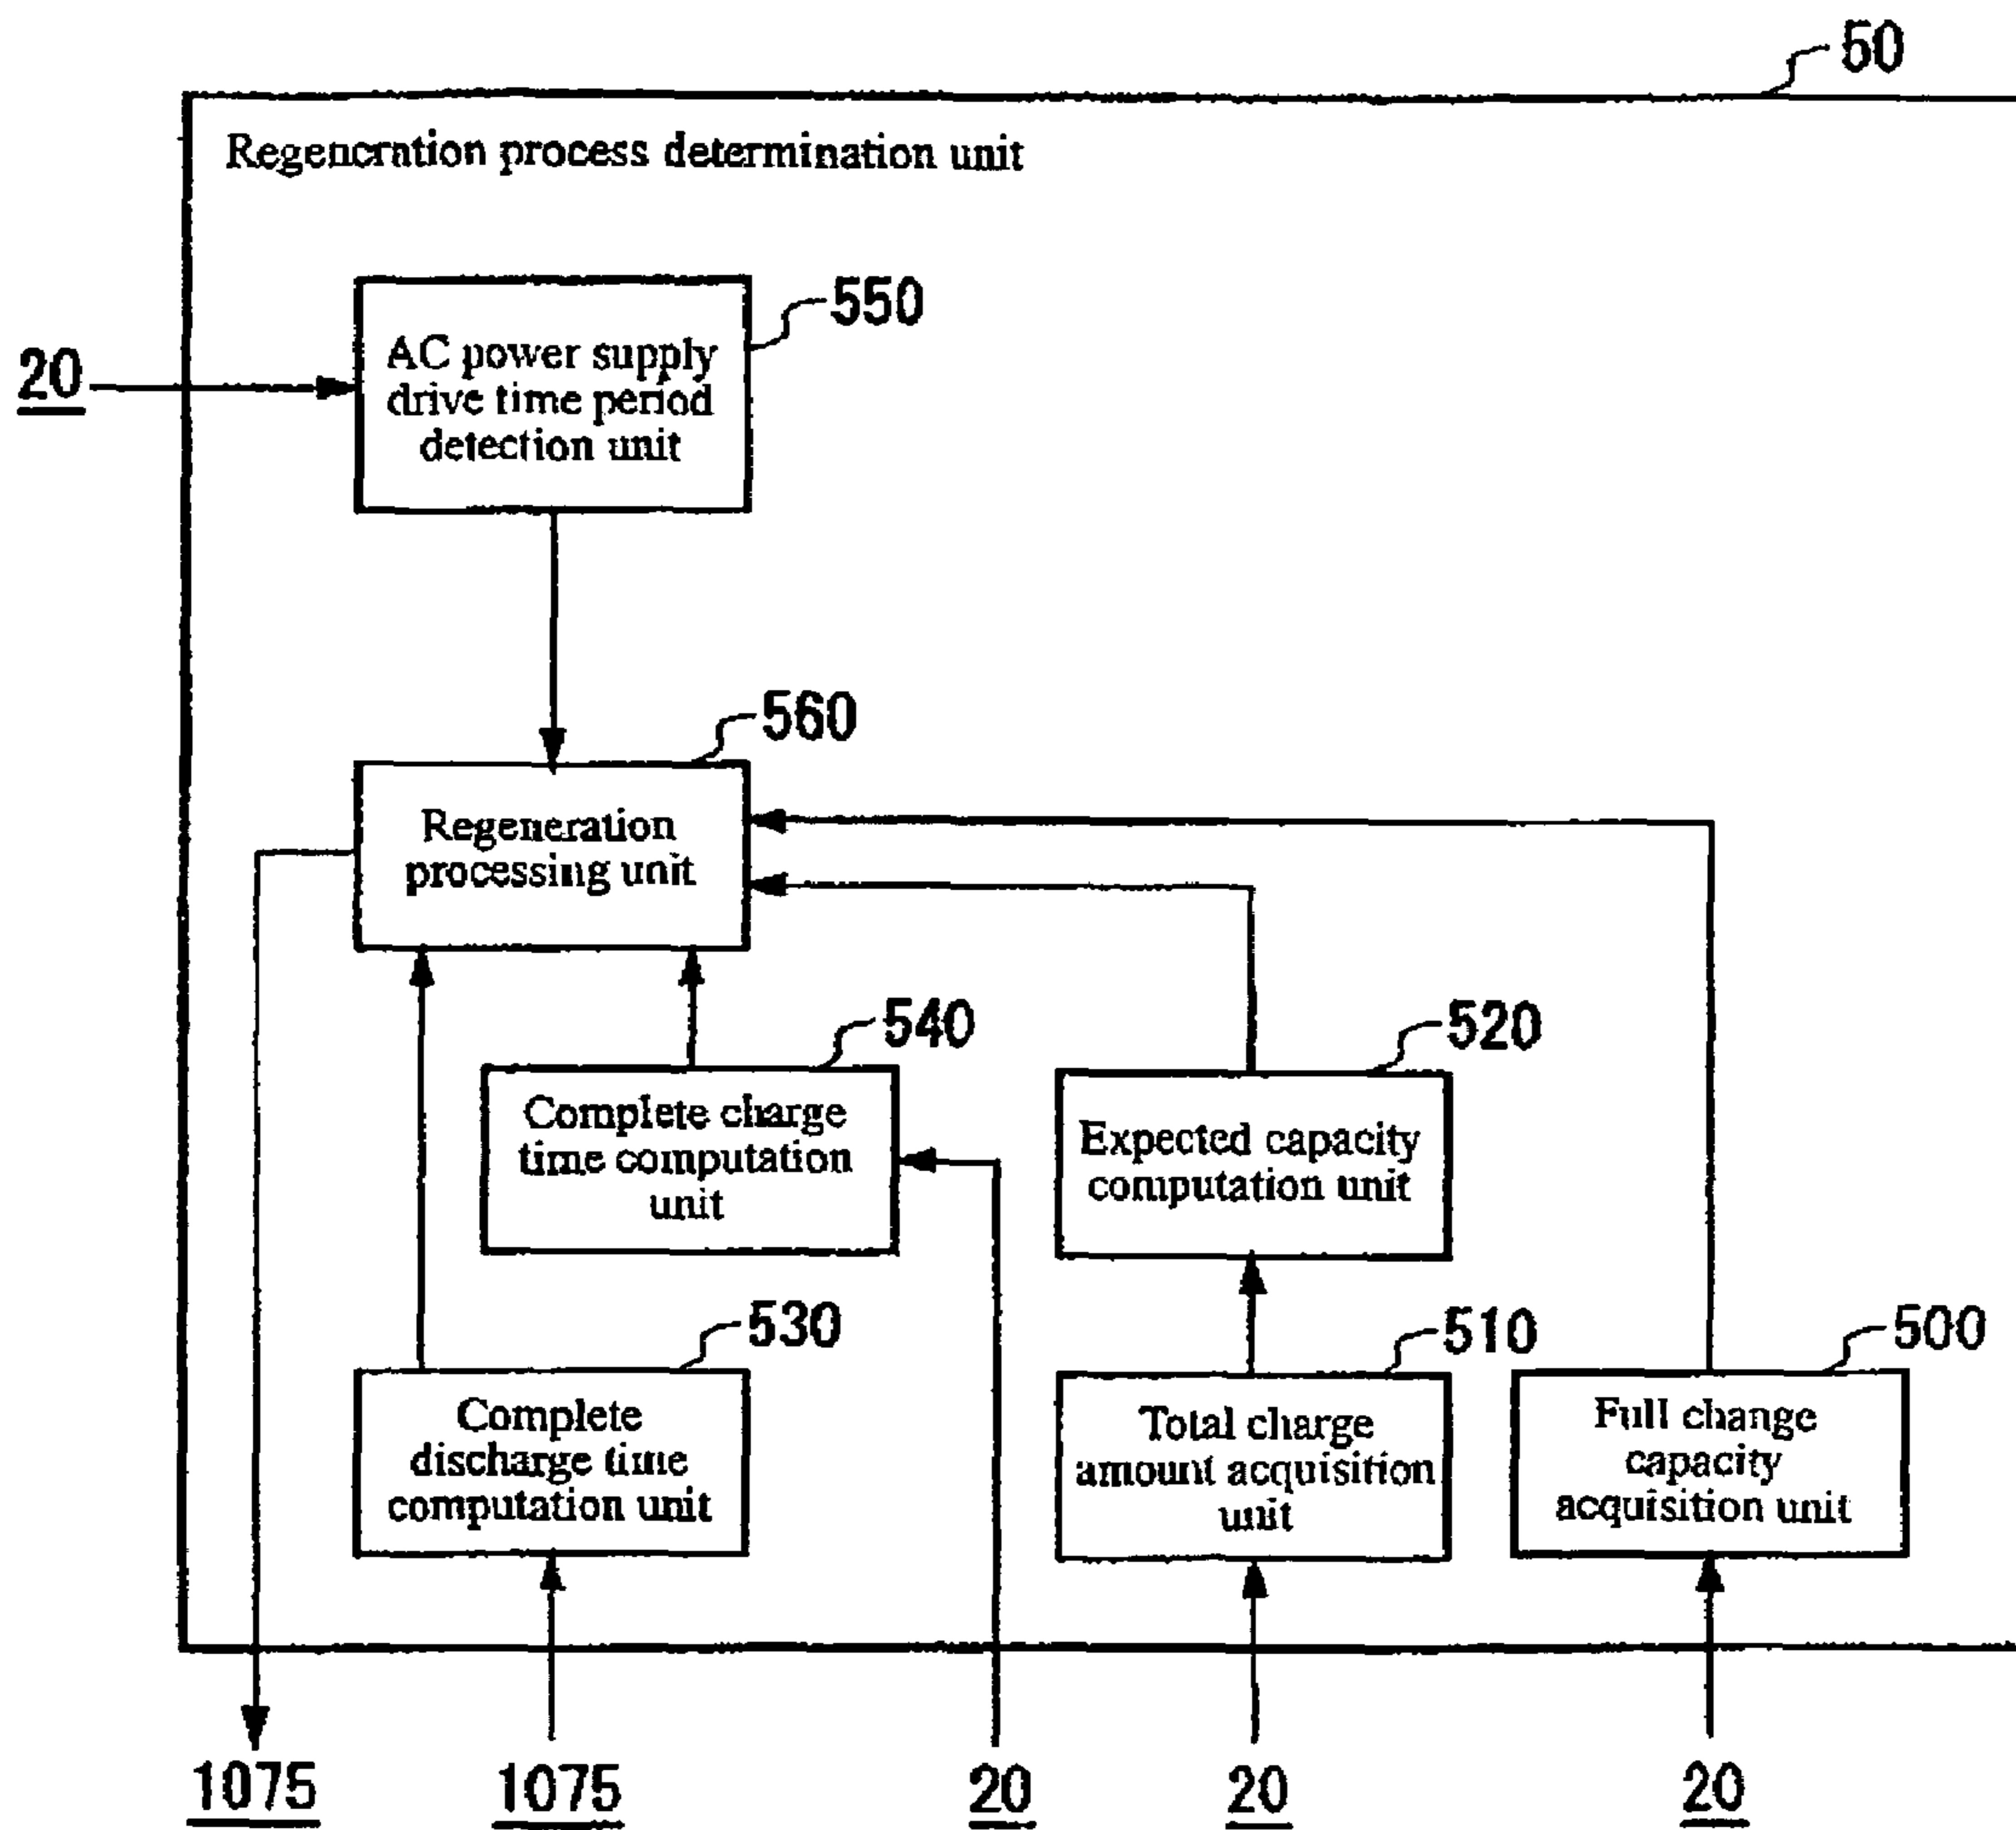 50
Regeneration process determination unit
550
AC power supply
drive time period
detection unit
20
560
Regeneration
processing unit
540
Complete charge
time computation
unit
520
Expected capacity
computation unit
530
Complete
discharge time
computation unit
510
Total charge
amount acquisition
unit
500
Full change
capacity
acquisition unit
1075
1075
20
20
20